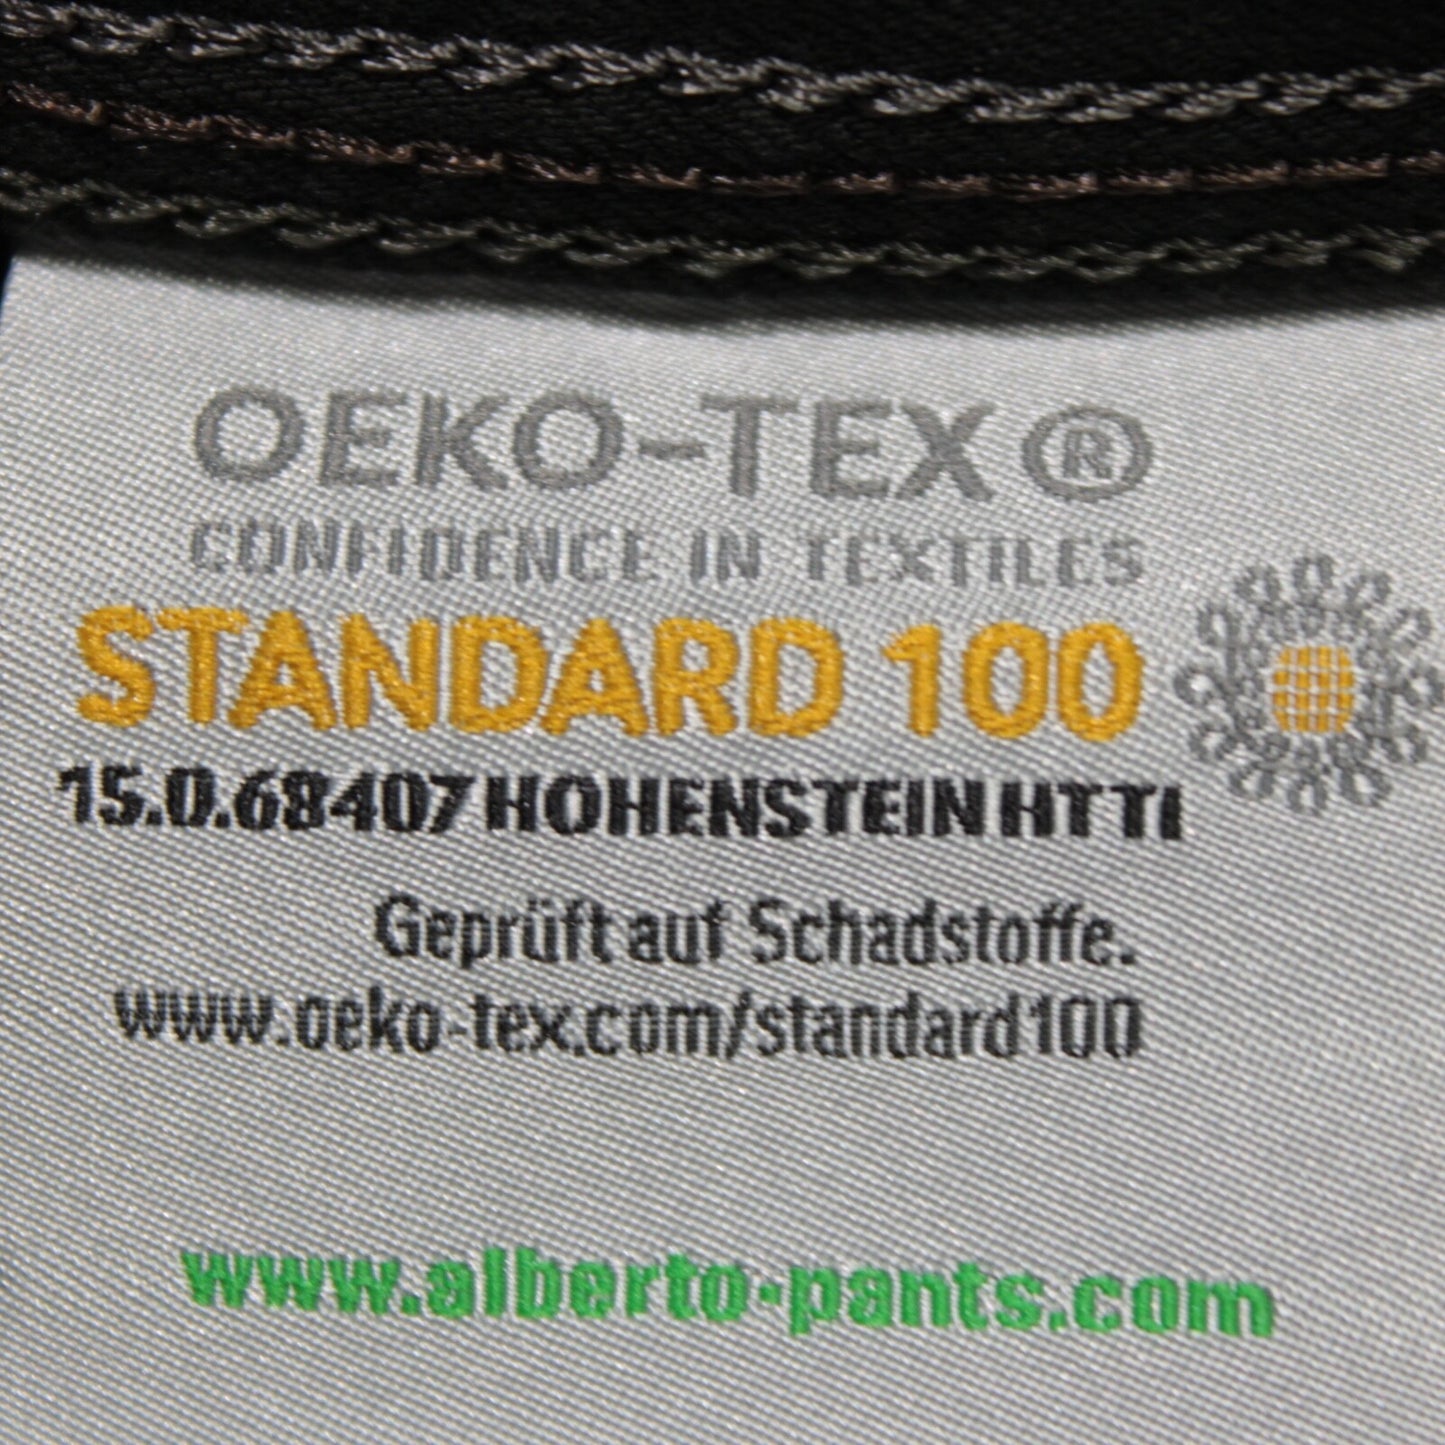 OEKO-TEX®
CONFIDENCE IN TEXTILES
STANDARD 100
15.0.68407 HOHENSTEIN HTTI
Geprüft auf Schadstoffe.
www.oeko-tex.com/standard100
www.alberto-pants.com